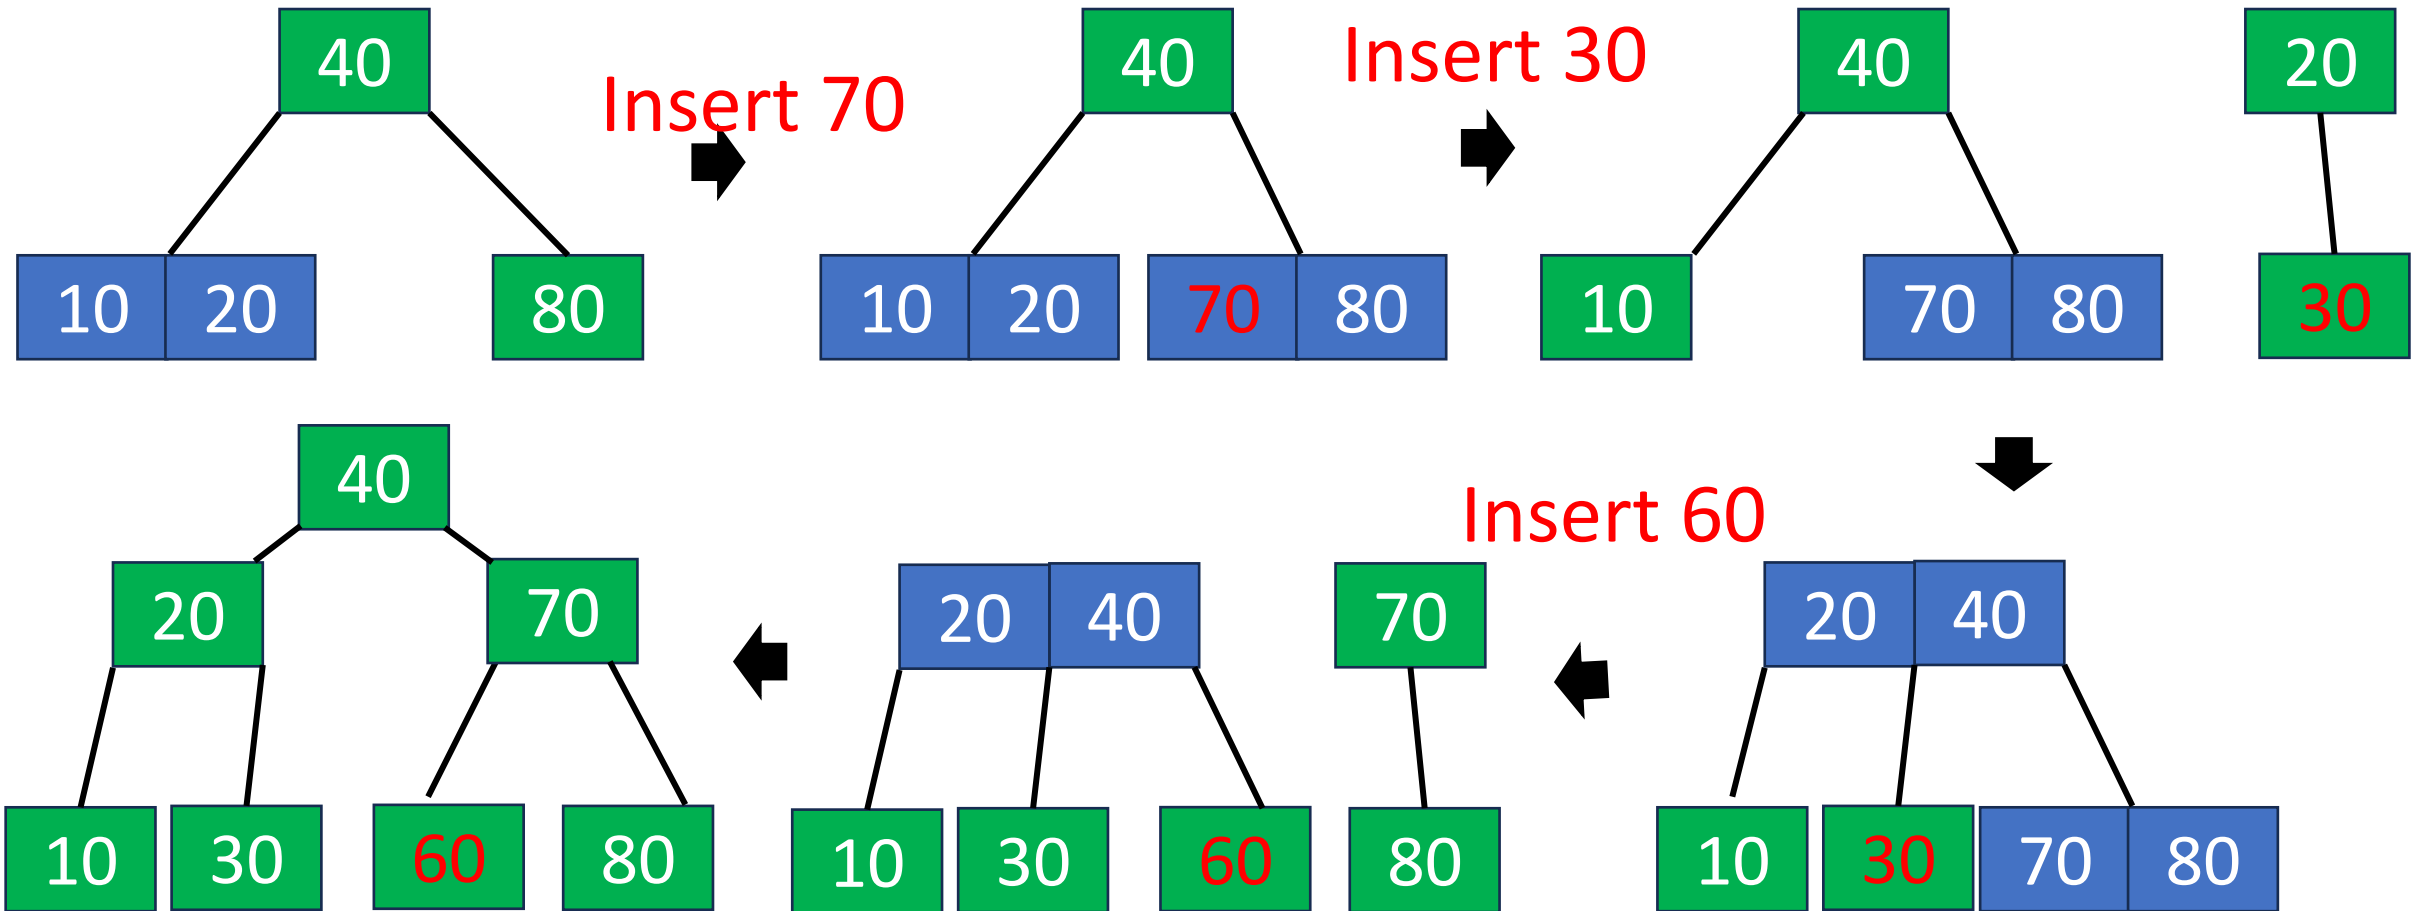 40
10 20 80
Insert 70
40
10 20 70 80
Insert 30
40
10 70 80
20
30
20 40
10 30 70 80
Insert 60
20 40
10 30 60
70
80
40
20 70
10 30 60 80